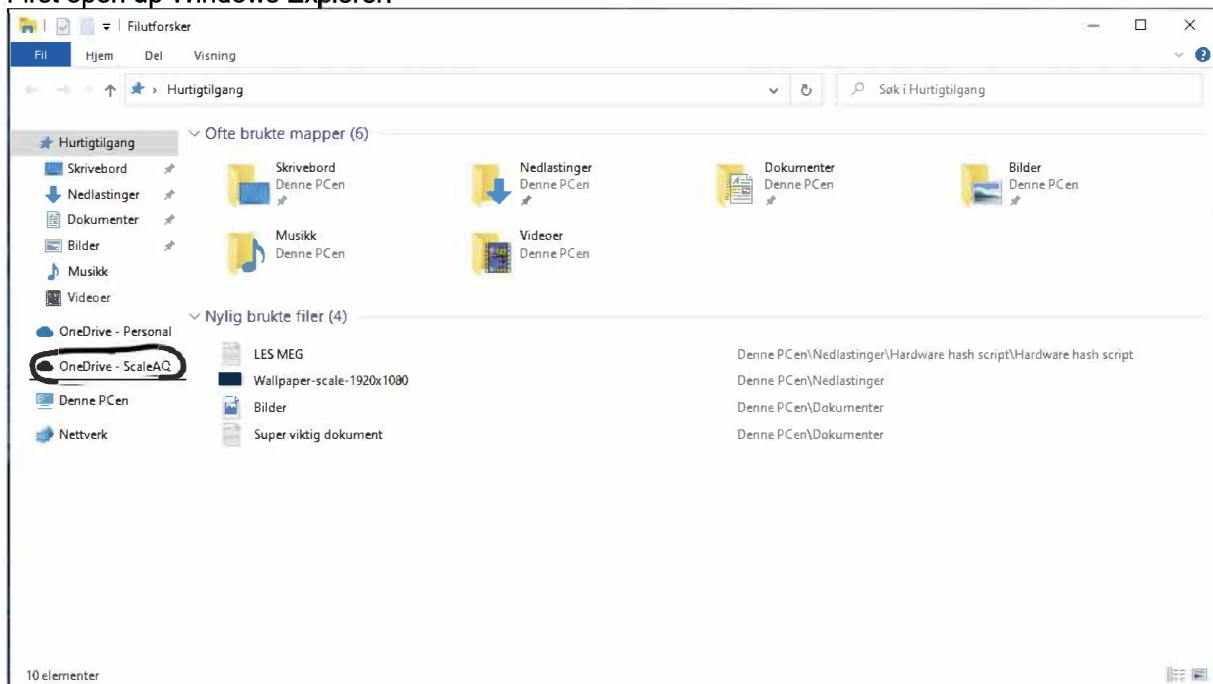 First open up Windows Explorer.
Filutforsker
Fil Hjem Del Visning
Hurtigtilgang
Søk i Hurtigtilgang
Hurtigtilgang
Skrivebord
Nedlastinger
Dokumenter
Bilder
Musikk
Videoer
OneDrive - Personal
OneDrive - ScaleAQ
Denne PCen
Nettverk
Ofte brukte mapper (6)
Skrivebord
Denne PCen
Nedlastinger
Denne PCen
Dokumenter
Denne PCen
Bilder
Denne PCen
Musikk
Denne PCen
Videoer
Denne PCen
Nylig brukte filer (4)
LES MEG Denne PCen\Nedlastinger\Hardware hash script\Hardware hash script
Wallpaper-scale-1920x1080 Denne PCen\Nedlastinger
Bilder Denne PCen\Dokumenter
Super viktig dokument Denne PCen\Dokumenter
10 elementer